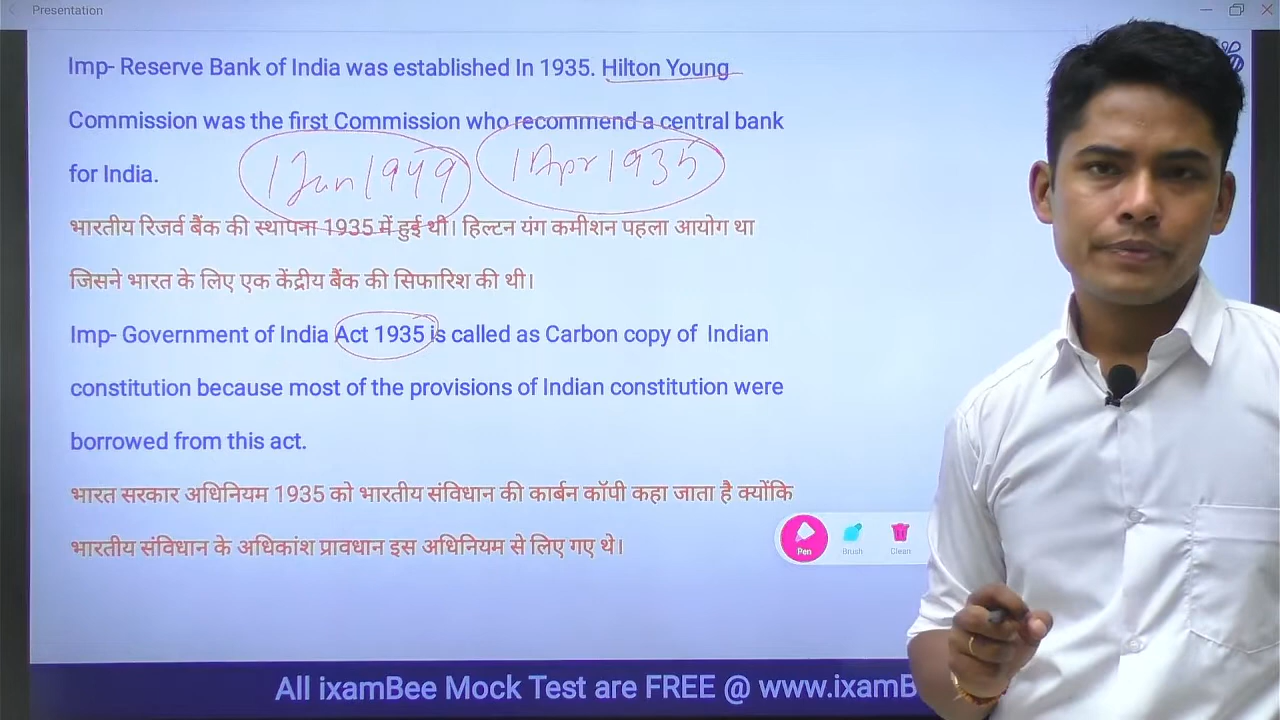 Presentation
Imp- Reserve Bank of India was established In 1935. Hilton Young
Commission was the first Commission who recommend a central bank
for India.
1 Jan 1949 1 Apr 1935
भारतीय रिजर्व बैंक की स्थापना 1935 में हुई थी। हिल्टन यंग कमीशन पहला आयोग था
जिसने भारत के लिए एक केंद्रीय बैंक की सिफारिश की थी।
Imp- Government of India Act 1935 is called as Carbon copy of Indian
constitution because most of the provisions of Indian constitution were
borrowed from this act.
भारत सरकार अधिनियम 1935 को भारतीय संविधान की कार्बन कॉपी कहा जाता है क्योंकि
भारतीय संविधान के अधिकांश प्रावधान इस अधिनियम से लिए गए थे।
Pen Brush Clean
All ixamBee Mock Test are FREE @ www.ixamB